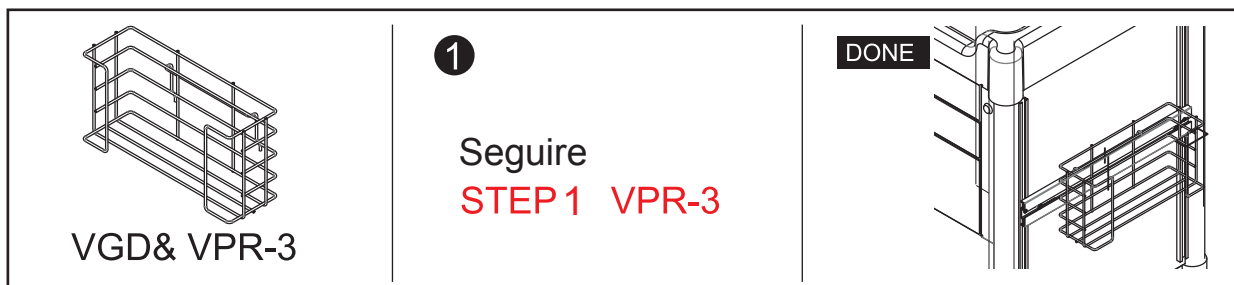 VGD& VPR-3
1
Seguire
STEP 1 VPR-3
DONE